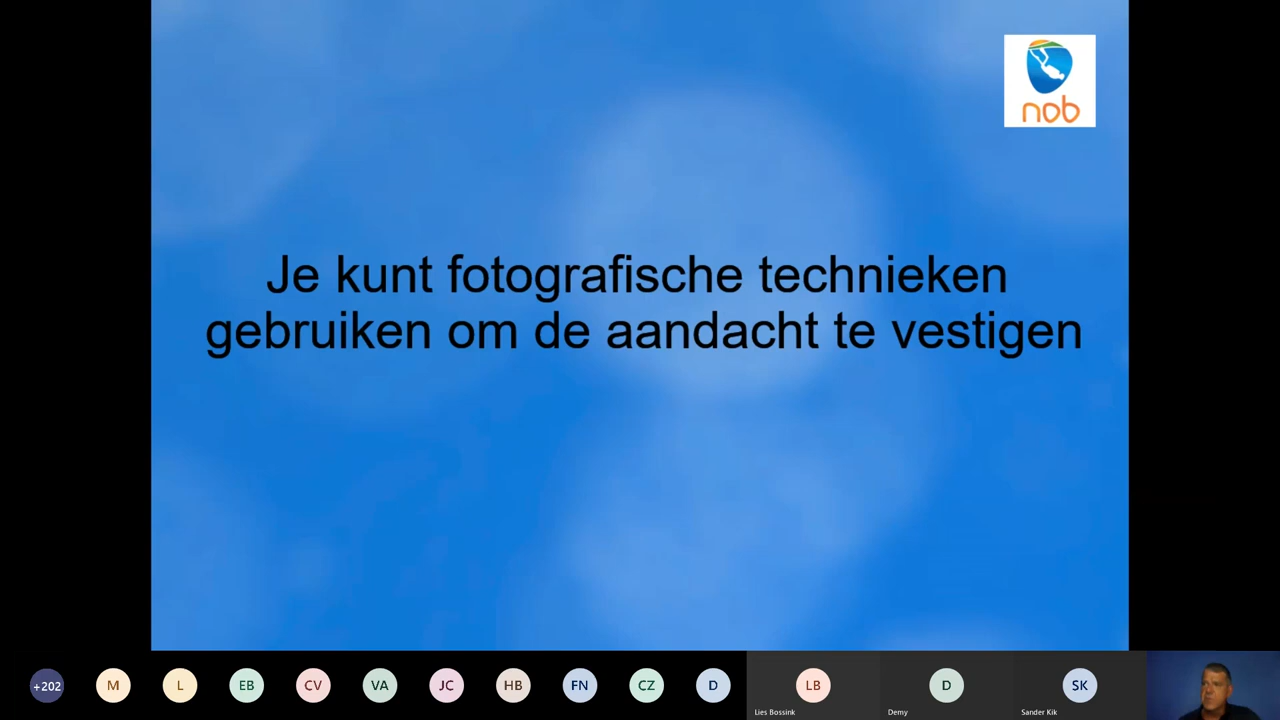 nob
Je kunt fotografische technieken
gebruiken om de aandacht te vestigen
+202
M
L
EB
CV
VA
JC
HB
FN
CZ
D
LB
D
SK
Lies Bossink
Demy
Sander Kik